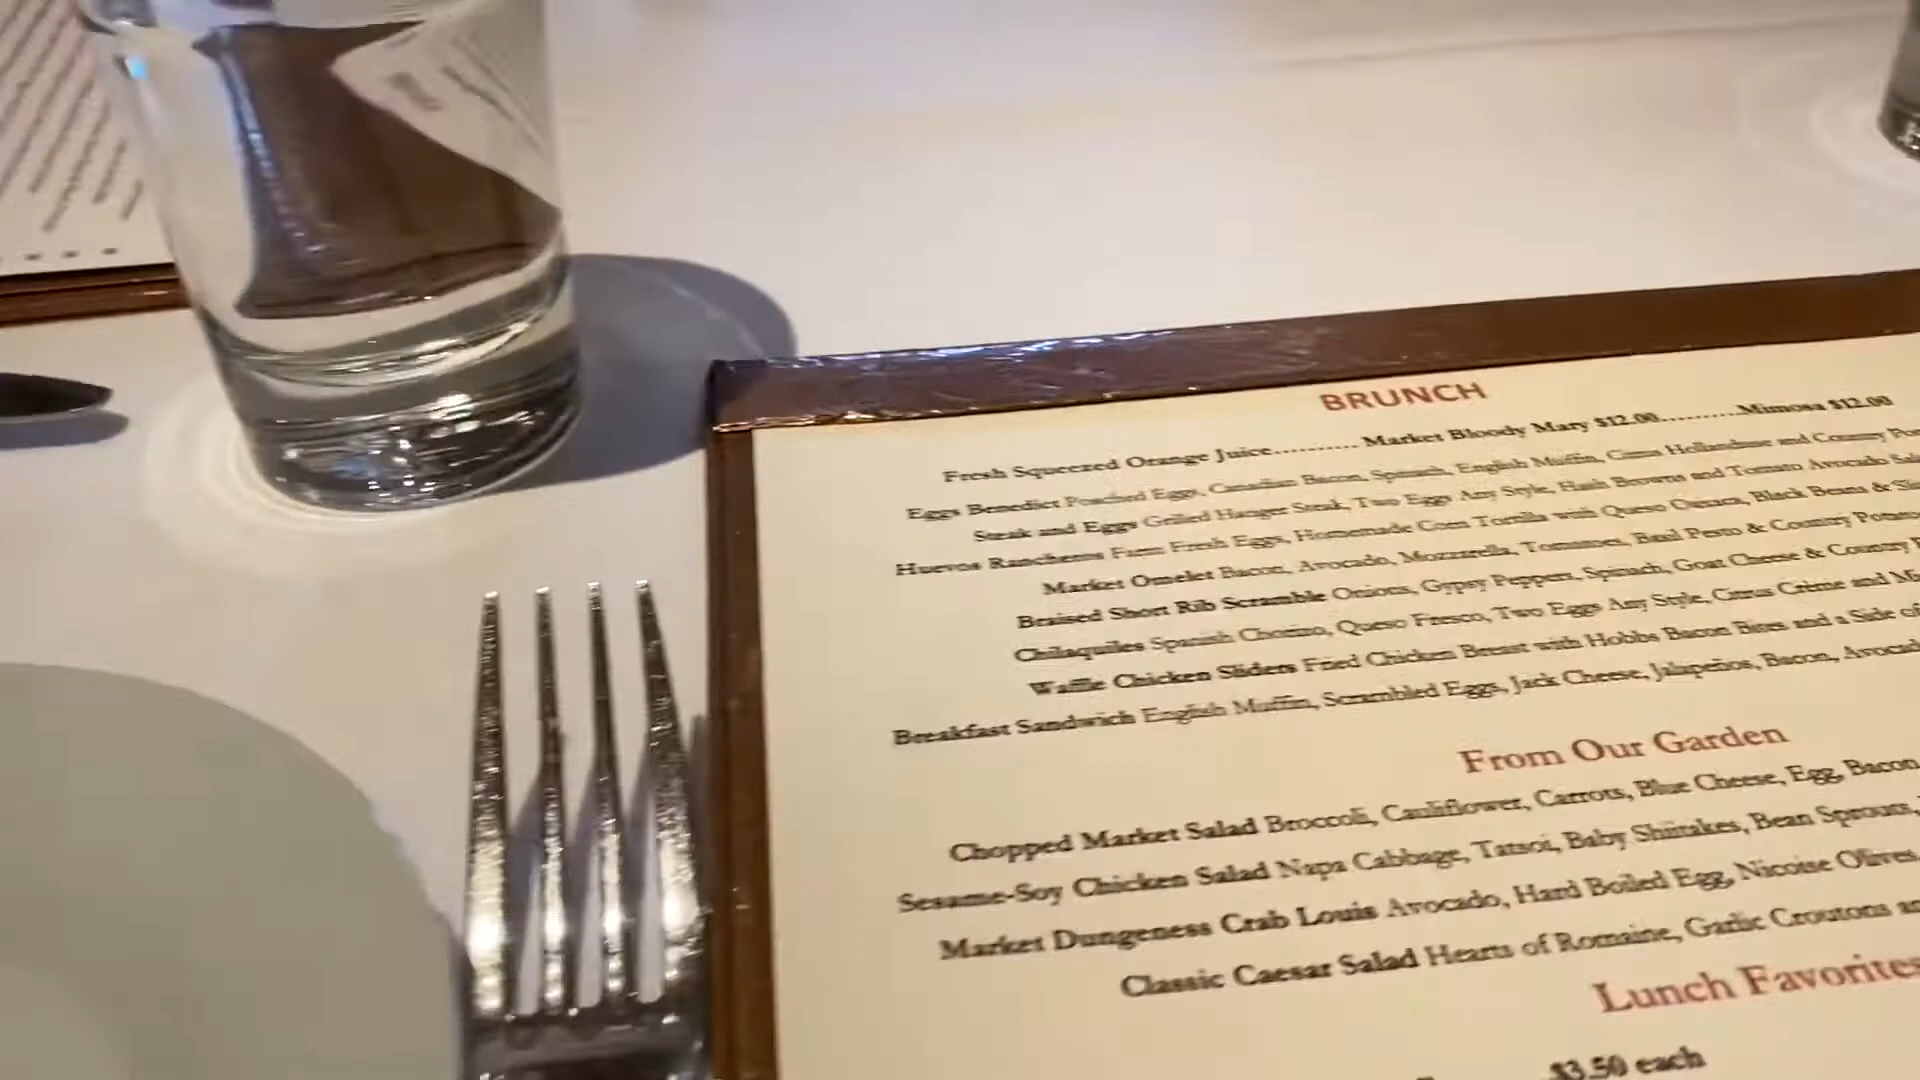 BRUNCH
Fresh Squeezed Orange Juice.......... Market Bloody Mary $12.00..........Mimosa $12.00
Eggs Benedict Poached Eggs, Canadian Bacon, Spinach, English Muffin, Citrus Hollandaise and Country
Steak and Eggs Grilled Hanger Steak, Two Eggs Any Style, Hash Browns and Tomato Avocado
Huevos Rancheros Farm Fresh Eggs, Homemade Corn Tortilla with Queso Oaxaca, Black Beans &
Market Omelet Bacon, Avocado, Mozzarella, Tomatoes, Basil Pesto & Country
Braised Short Rib Scramble Onions, Gypsy Peppers, Spinach, Goat Cheese & Country
Chilaquiles Spanish Chorizo, Queso Fresco, Two Eggs Any Style, Citrus Crème and
Waffle Chicken Sliders Fried Chicken Breast with Hobbs Bacon Bites and a Side of
Breakfast Sandwich English Muffin, Scrambled Eggs, Jack Cheese, Jalapeños, Bacon, Avocado
From Our Garden
Chopped Market Salad Broccoli, Cauliflower, Carrots, Blue Cheese, Egg, Bacon
Sesame-Soy Chicken Salad Napa Cabbage, Tatsoi, Baby Shiitakes, Bean Sprouts,
Market Dungeness Crab Louis Avocado, Hard Boiled Egg, Nicoise Olives
Classic Caesar Salad Hearts of Romaine, Garlic Croutons
Lunch Favorites
$3.50 each